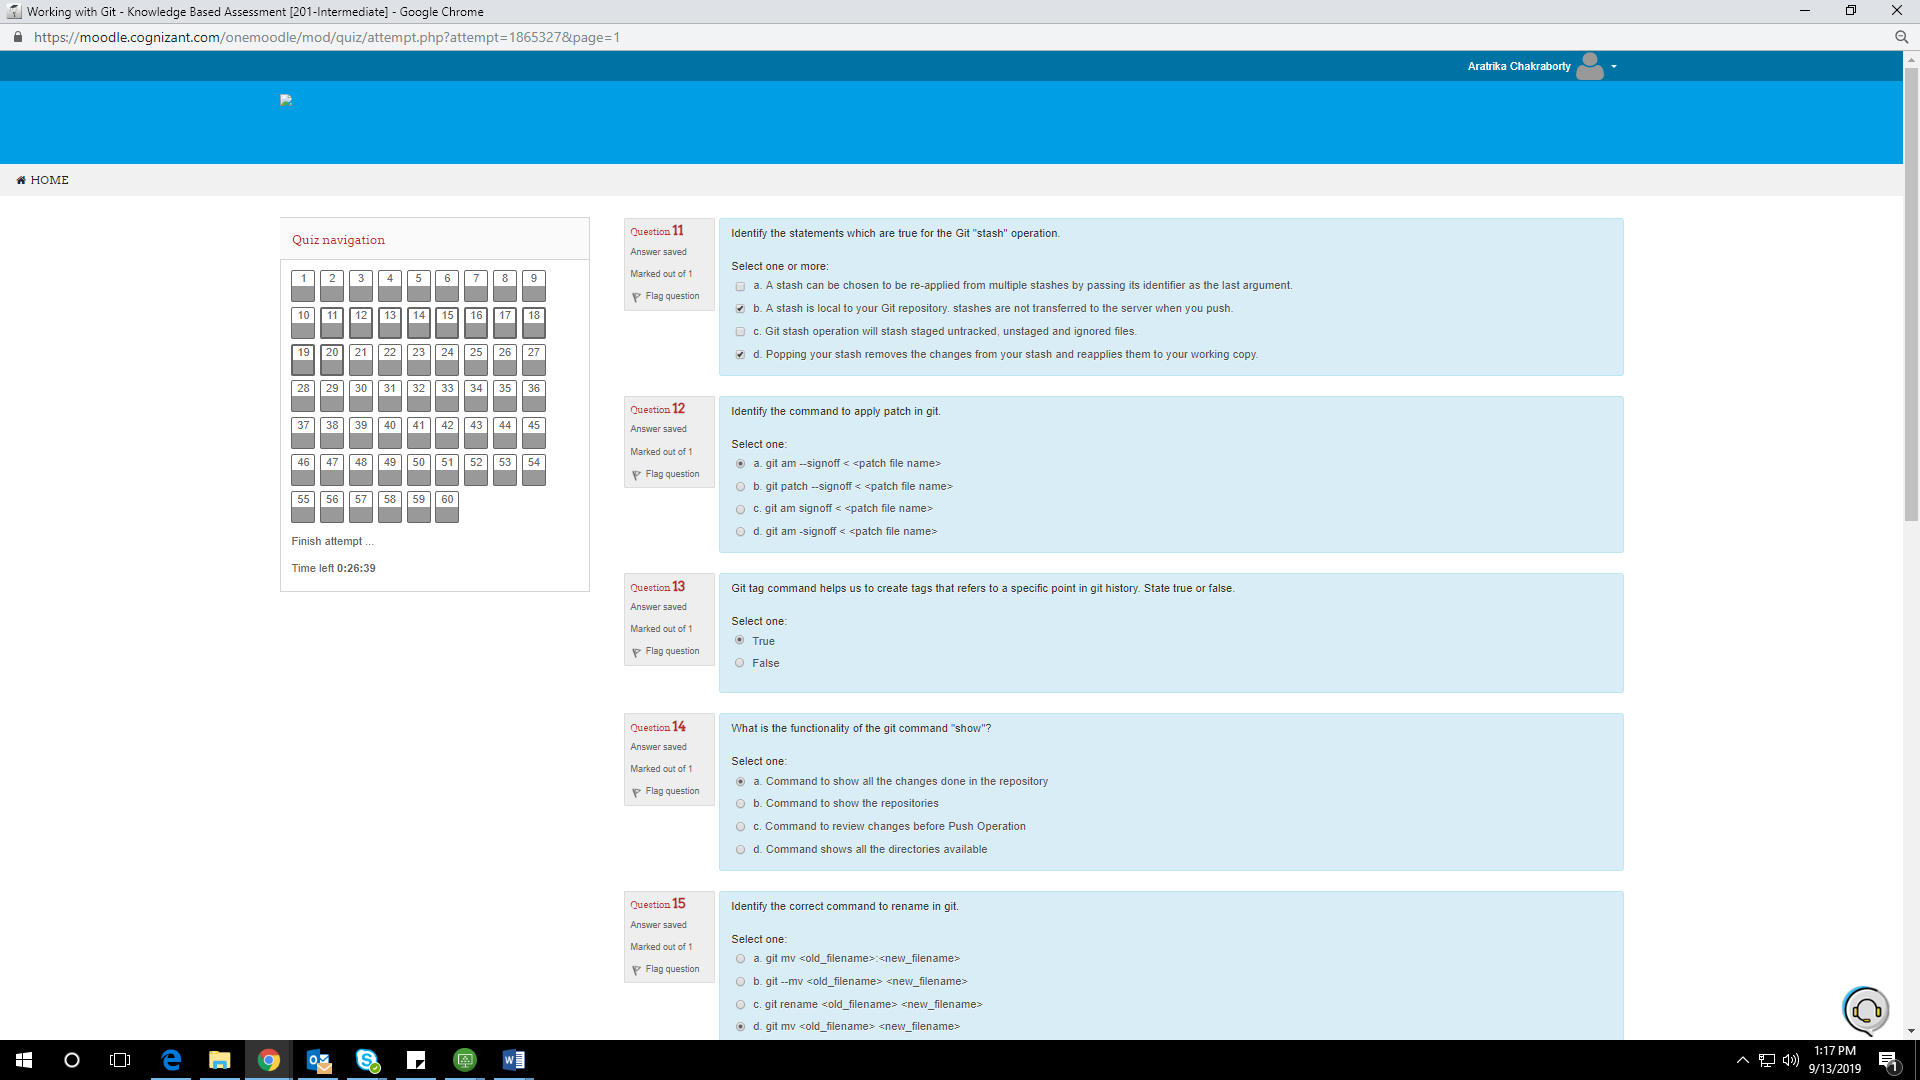 Working with Git - Knowledge Based Assessment [201-Intermediate] - Google Chrome
https://moodle.cognizant.com/onemoodle/mod/quiz/attempt.php?attempt=1865327&page=1
Aratrika Chakraborty
HOME
Quiz navigation
1 2 3 4 5 6 7 8 9
10 11 12 13 14 15 16 17 18
19 20 21 22 23 24 25 26 27
28 29 30 31 32 33 34 35 36
37 38 39 40 41 42 43 44 45
46 47 48 49 50 51 52 53 54
55 56 57 58 59 60
Finish attempt ...
Time left 0:26:39
Question 11
Answer saved
Marked out of 1
Flag question
Identify the statements which are true for the Git "stash" operation.
Select one or more:
a. A stash can be chosen to be re-applied from multiple stashes by passing its identifier as the last argument.
b. A stash is local to your Git repository. stashes are not transferred to the server when you push.
c. Git stash operation will stash staged untracked, unstaged and ignored files.
d. Popping your stash removes the changes from your stash and reapplies them to your working copy.
Question 12
Answer saved
Marked out of 1
Flag question
Identify the command to apply patch in git.
Select one:
a. git am --signoff < <patch file name>
b. git patch --signoff < <patch file name>
c. git am signoff < <patch file name>
d. git am -signoff < <patch file name>
Question 13
Answer saved
Marked out of 1
Flag question
Git tag command helps us to create tags that refers to a specific point in git history. State true or false.
Select one:
True
False
Question 14
Answer saved
Marked out of 1
Flag question
What is the functionality of the git command "show"?
Select one:
a. Command to show all the changes done in the repository
b. Command to show the repositories
c. Command to review changes before Push Operation
d. Command shows all the directories available
Question 15
Answer saved
Marked out of 1
Flag question
Identify the correct command to rename in git.
Select one:
a. git mv <old_filename>:<new_filename>
b. git --mv <old_filename> <new_filename>
c. git rename <old_filename> <new_filename>
d. git mv <old_filename> <new_filename>
1:17 PM
9/13/2019
1